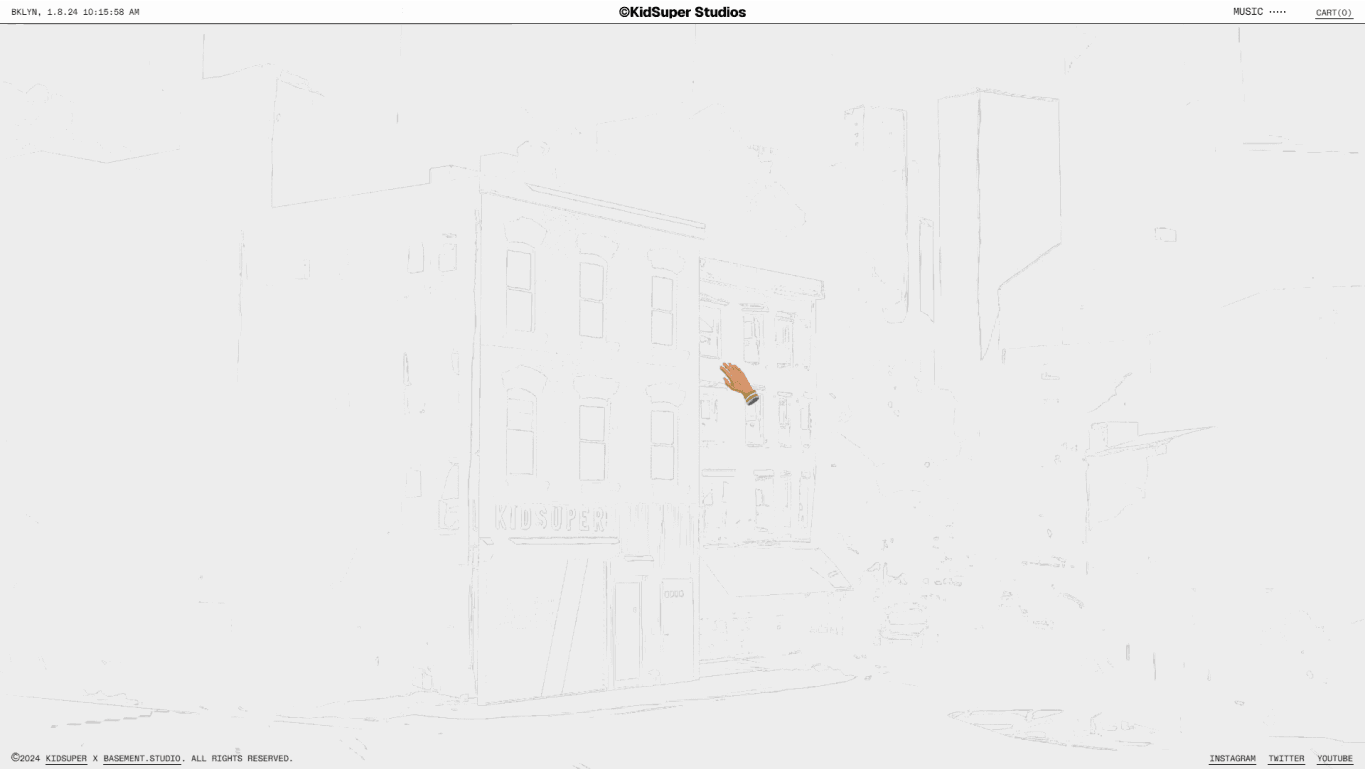 BKLYN, 1.8.24 10:15:58 AM
©KidSuper Studios
MUSIC ·····
CART(0)
KIDSUPER
©2024 KIDSUPER X BASEMENT.STUDIO. ALL RIGHTS RESERVED.
INSTAGRAM TWITTER YOUTUBE